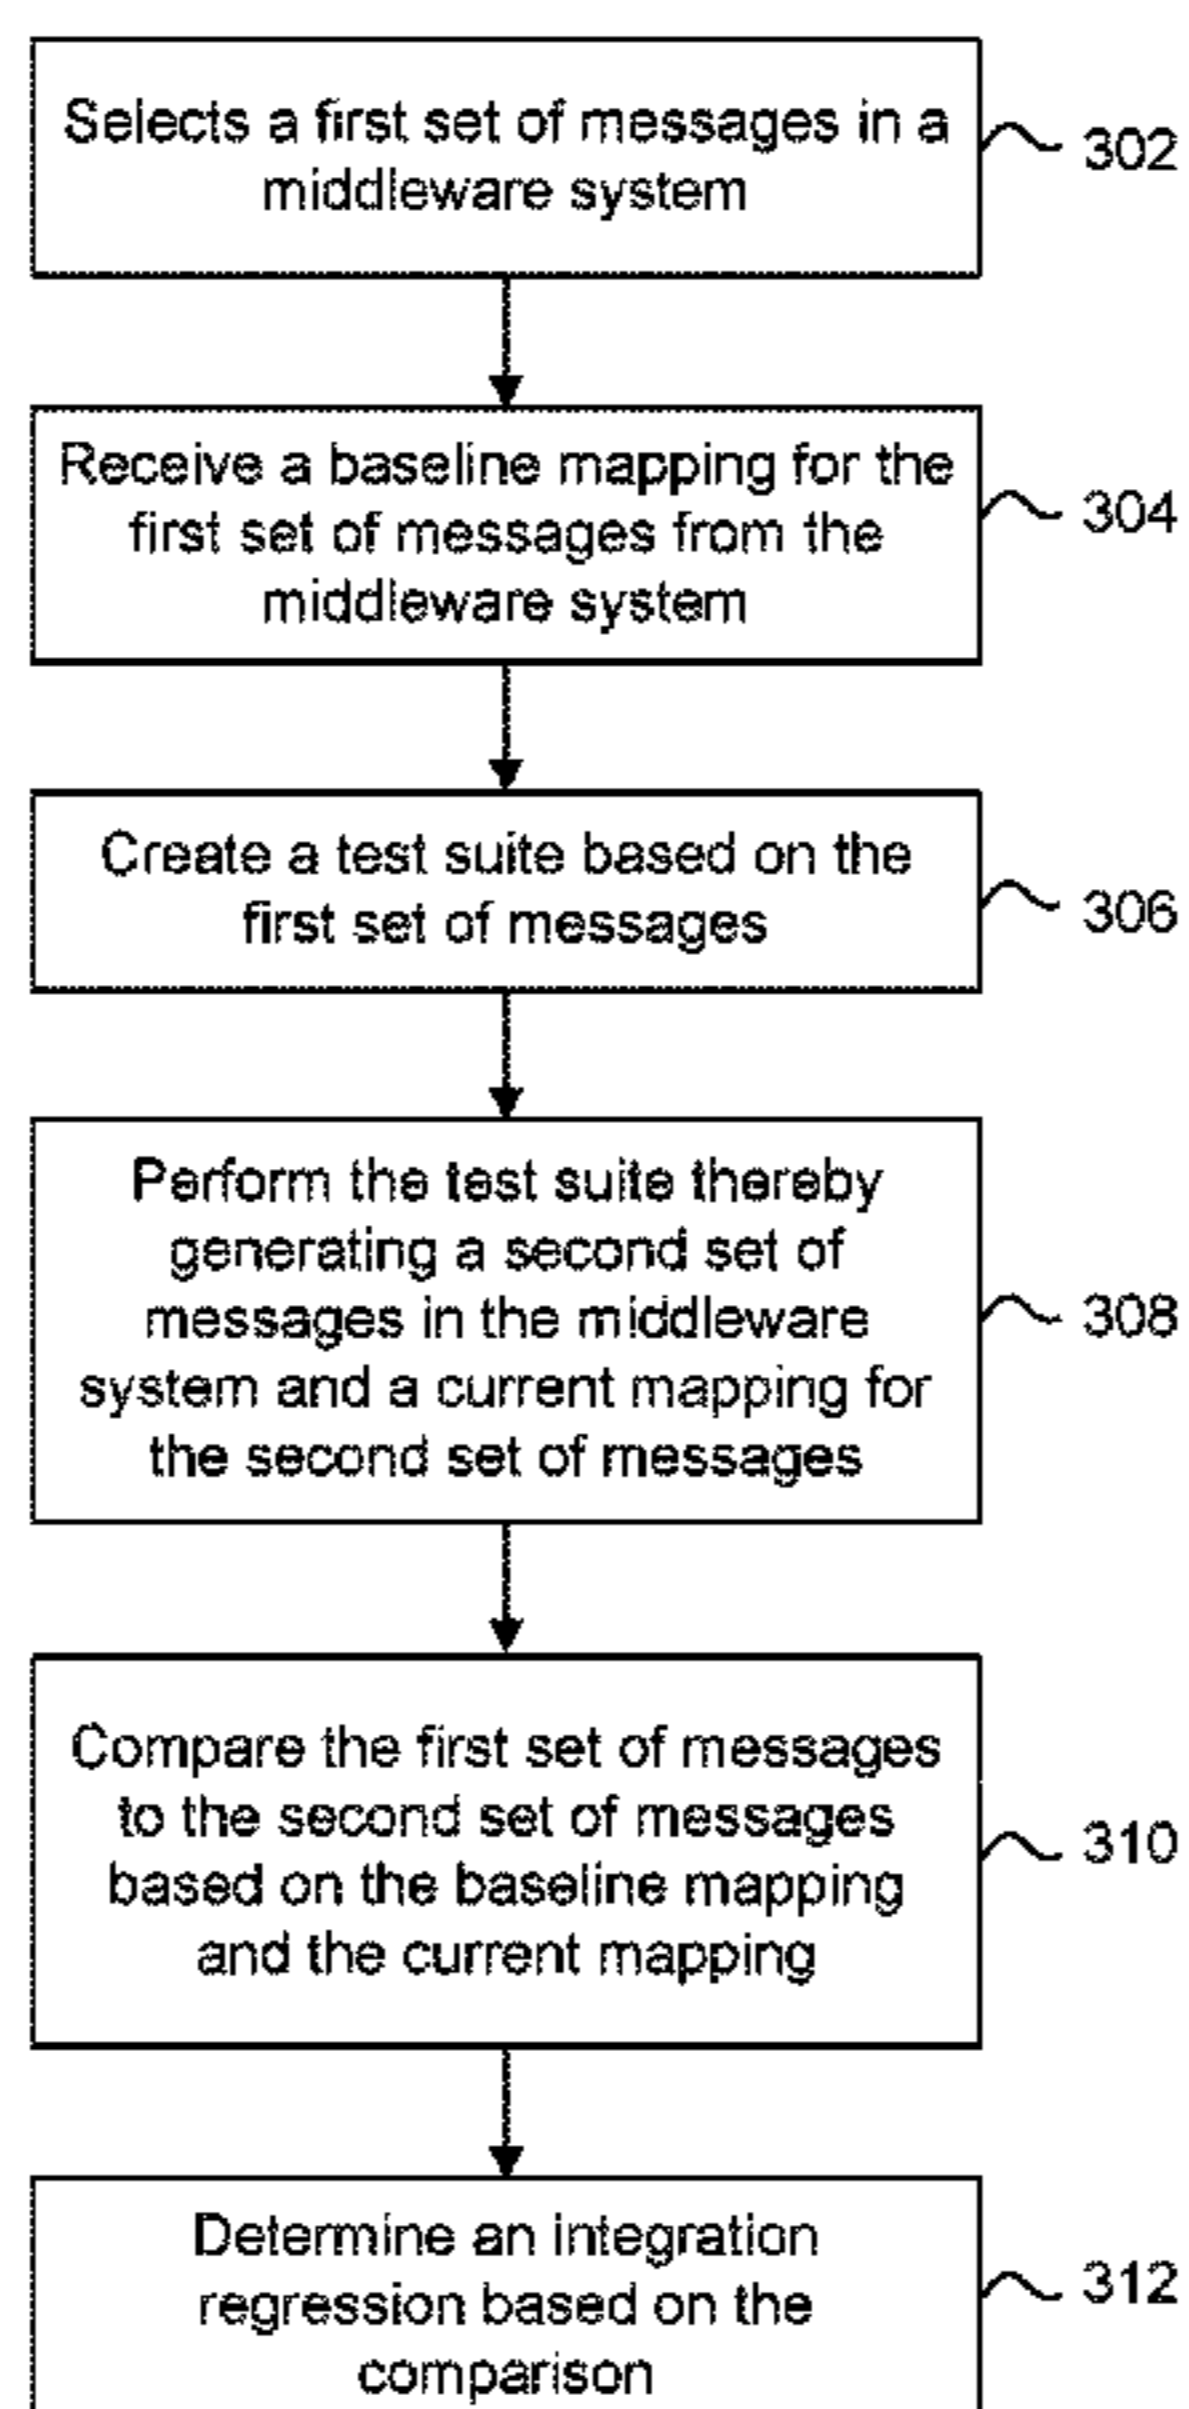 Selects a first set of messages in a
middleware system
302
Receive a baseline mapping for the
first set of messages from the
middleware system
304
Create a test suite based on the
first set of messages
306
Perform the test suite thereby
generating a second set of
messages in the middleware
system and a current mapping for
the second set of messages
308
Compare the first set of messages
to the second set of messages
based on the baseline mapping
and the current mapping
310
Determine an integration
regression based on the
comparison
312